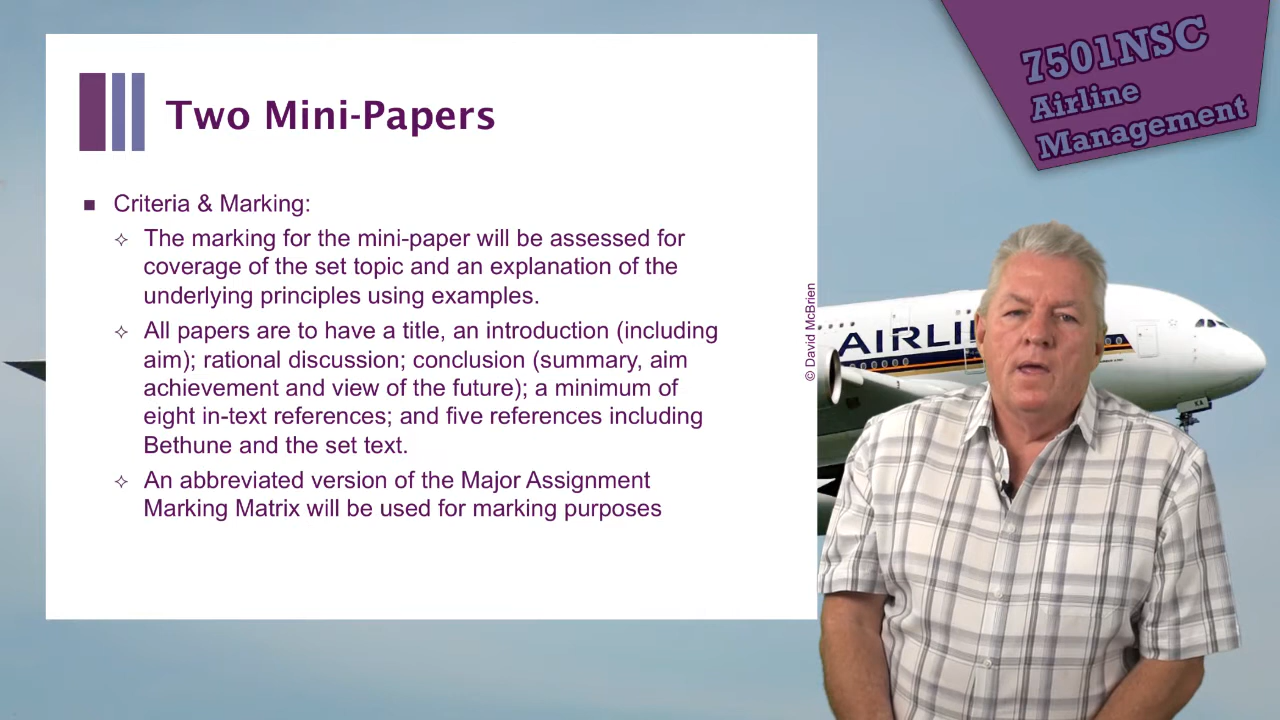 7501NSC
Airline
Management
Two Mini-Papers
Criteria & Marking:
The marking for the mini-paper will be assessed for
coverage of the set topic and an explanation of the
underlying principles using examples.
All papers are to have a title, an introduction (including
aim); rational discussion; conclusion (summary, aim
achievement and view of the future); a minimum of
eight in-text references; and five references including
Bethune and the set text.
An abbreviated version of the Major Assignment
Marking Matrix will be used for marking purposes
© David McBrien